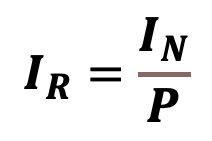 I_R = I_N / P